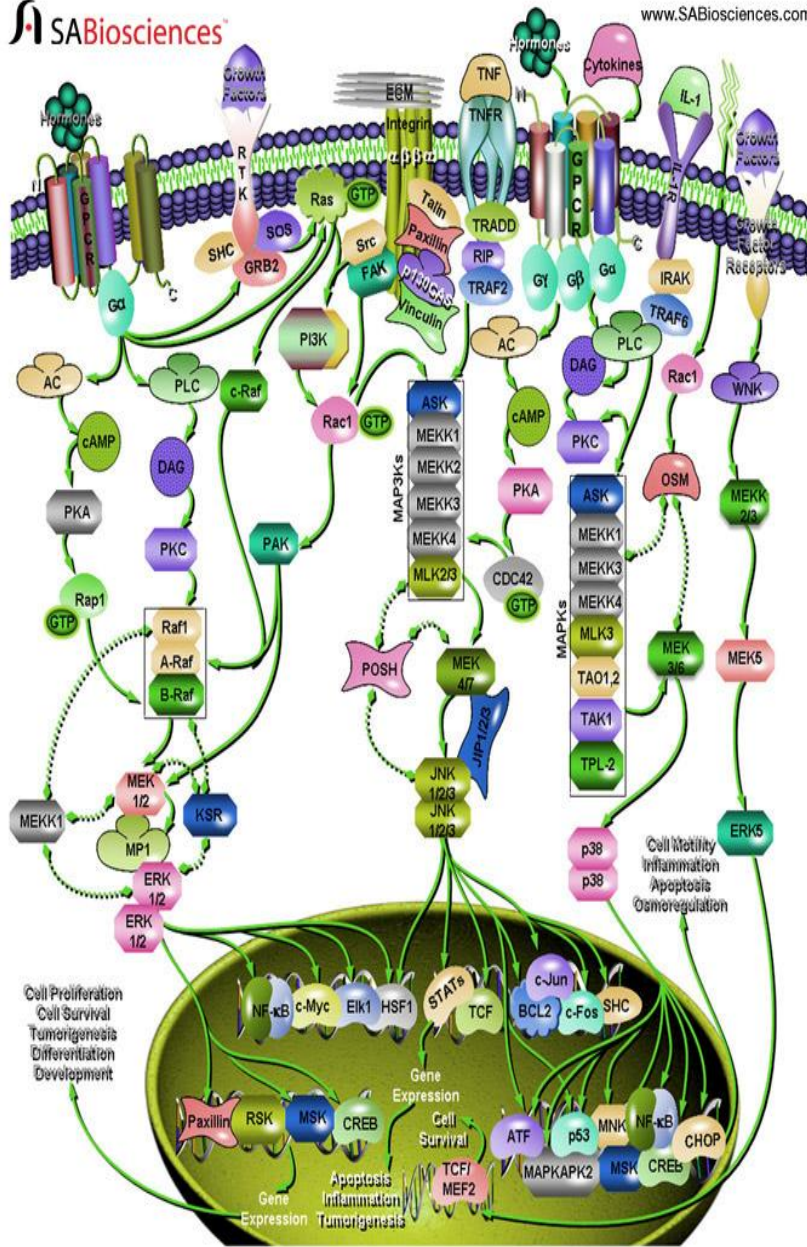 SABiosciences™
www.SABiosciences.com
Hormones
Growth
Factors
ECM
Integrin
αββα
TNF
TNFR
Hormones
Cytokines
IL-1
IL-1R
Growth
Factors
Growth
Factor
Receptors
N
GPCR
C
RTK
Ras
GTP
SOS
SHC
GRB2
Src
FAK
Talin
Paxillin
p130CAS
Vinculin
TRADD
RIP
TRAF2
N
GPCR
C
Gγ
Gβ
Gα
IRAK
TRAF6
Gα
AC
PLC
c-Raf
PI3K
Rac1
GTP
ASK
MEKK1
MEKK2
MEKK3
MEKK4
MLK2/3
MAP3Ks
AC
cAMP
PKA
CDC42
GTP
DAG
PLC
PKC
Rac1
OSM
WNK
MEKK
2/3
cAMP
PKA
Rap1
GTP
DAG
PKC
PAK
Raf1
A-Raf
B-Raf
ASK
MEKK1
MEKK3
MEKK4
MLK3
TAO1,2
TAK1
TPL-2
MAPKs
MEK
3/6
MEK5
POSH
MEK
4/7
JIP1/2/3
JNK
1/2/3
JNK
1/2/3
MEKK1
MEK
1/2
KSR
MP1
ERK
1/2
ERK
1/2
p38
p38
Cell Motility
Inflammation
Apoptosis
Osmoregulation
ERK5
Cell Proliferation
Cell Survival
Tumorigenesis
Differentiation
Development
NF-κB
c-Myc
Elk1
HSF1
STATs
TCF
c-Jun
BCL2
c-Fos
SHC
Gene
Expression
Paxillin
RSK
MSK
CREB
Cell
Survival
ATF
p53
MNK
NF-κB
CHOP
MAPKAPK2
MSK
CREB
TCF/
MEF2
Gene
Expression
Apoptosis
Inflammation
Tumorigenesis